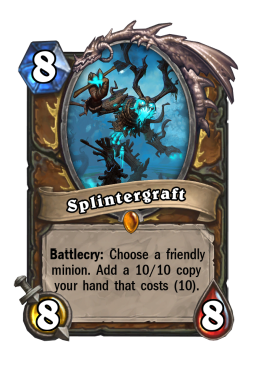 8
Splintergraft
Battlecry: Choose a friendly
minion. Add a 10/10 copy
your hand that costs (10).
8
8